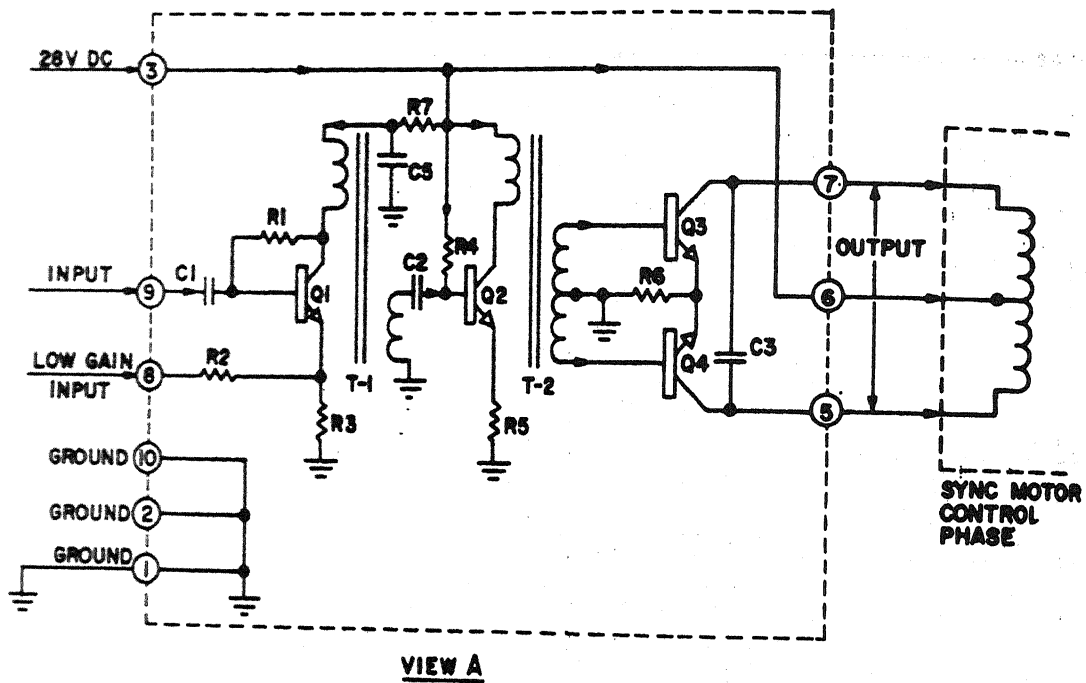 28V DC
3
R7
C5
7
R1
R4
Q3
OUTPUT
INPUT
9
C1
C2
Q1
Q2
R6
6
LOW GAIN
INPUT
8
R2
T-1
T-2
Q4
C3
R3
R5
5
GROUND 10
GROUND 2
GROUND 1
SYNC MOTOR
CONTROL
PHASE
VIEW A